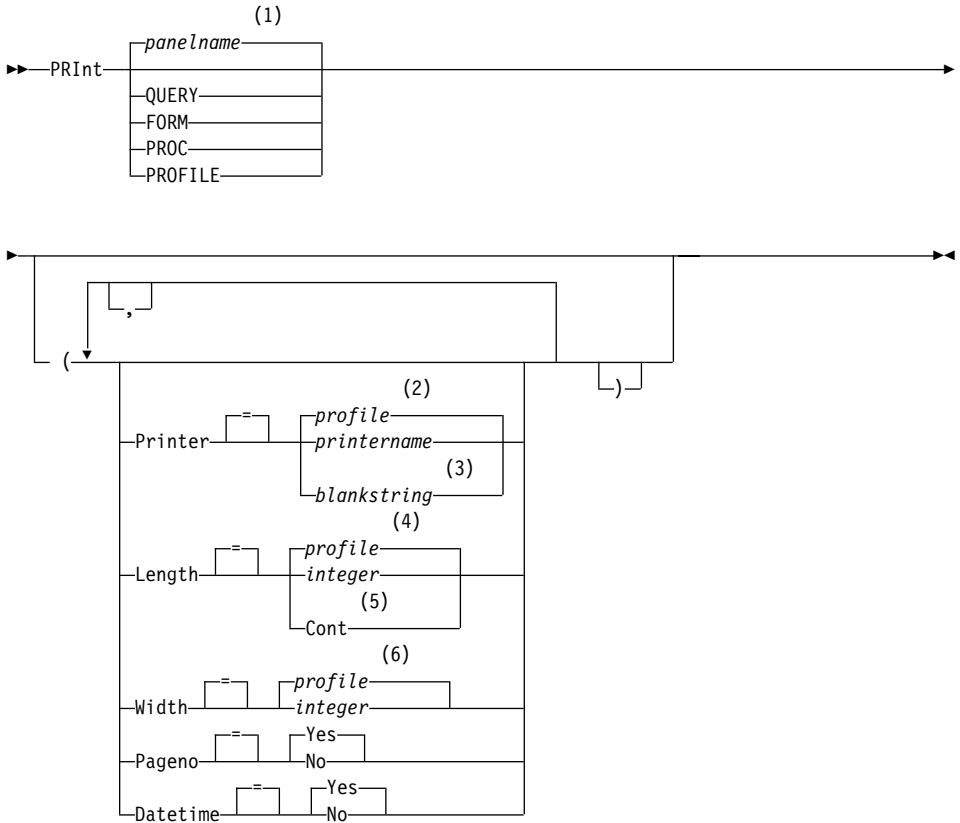 (1)
panelname
PRInt
QUERY
FORM
PROC
PROFILE
,
(
)
(2)
= profile
Printer printername
(3)
blankstring
(4)
= profile
Length integer
(5)
Cont
(6)
= profile
Width integer
= Yes
Pageno No
= Yes
Datetime No